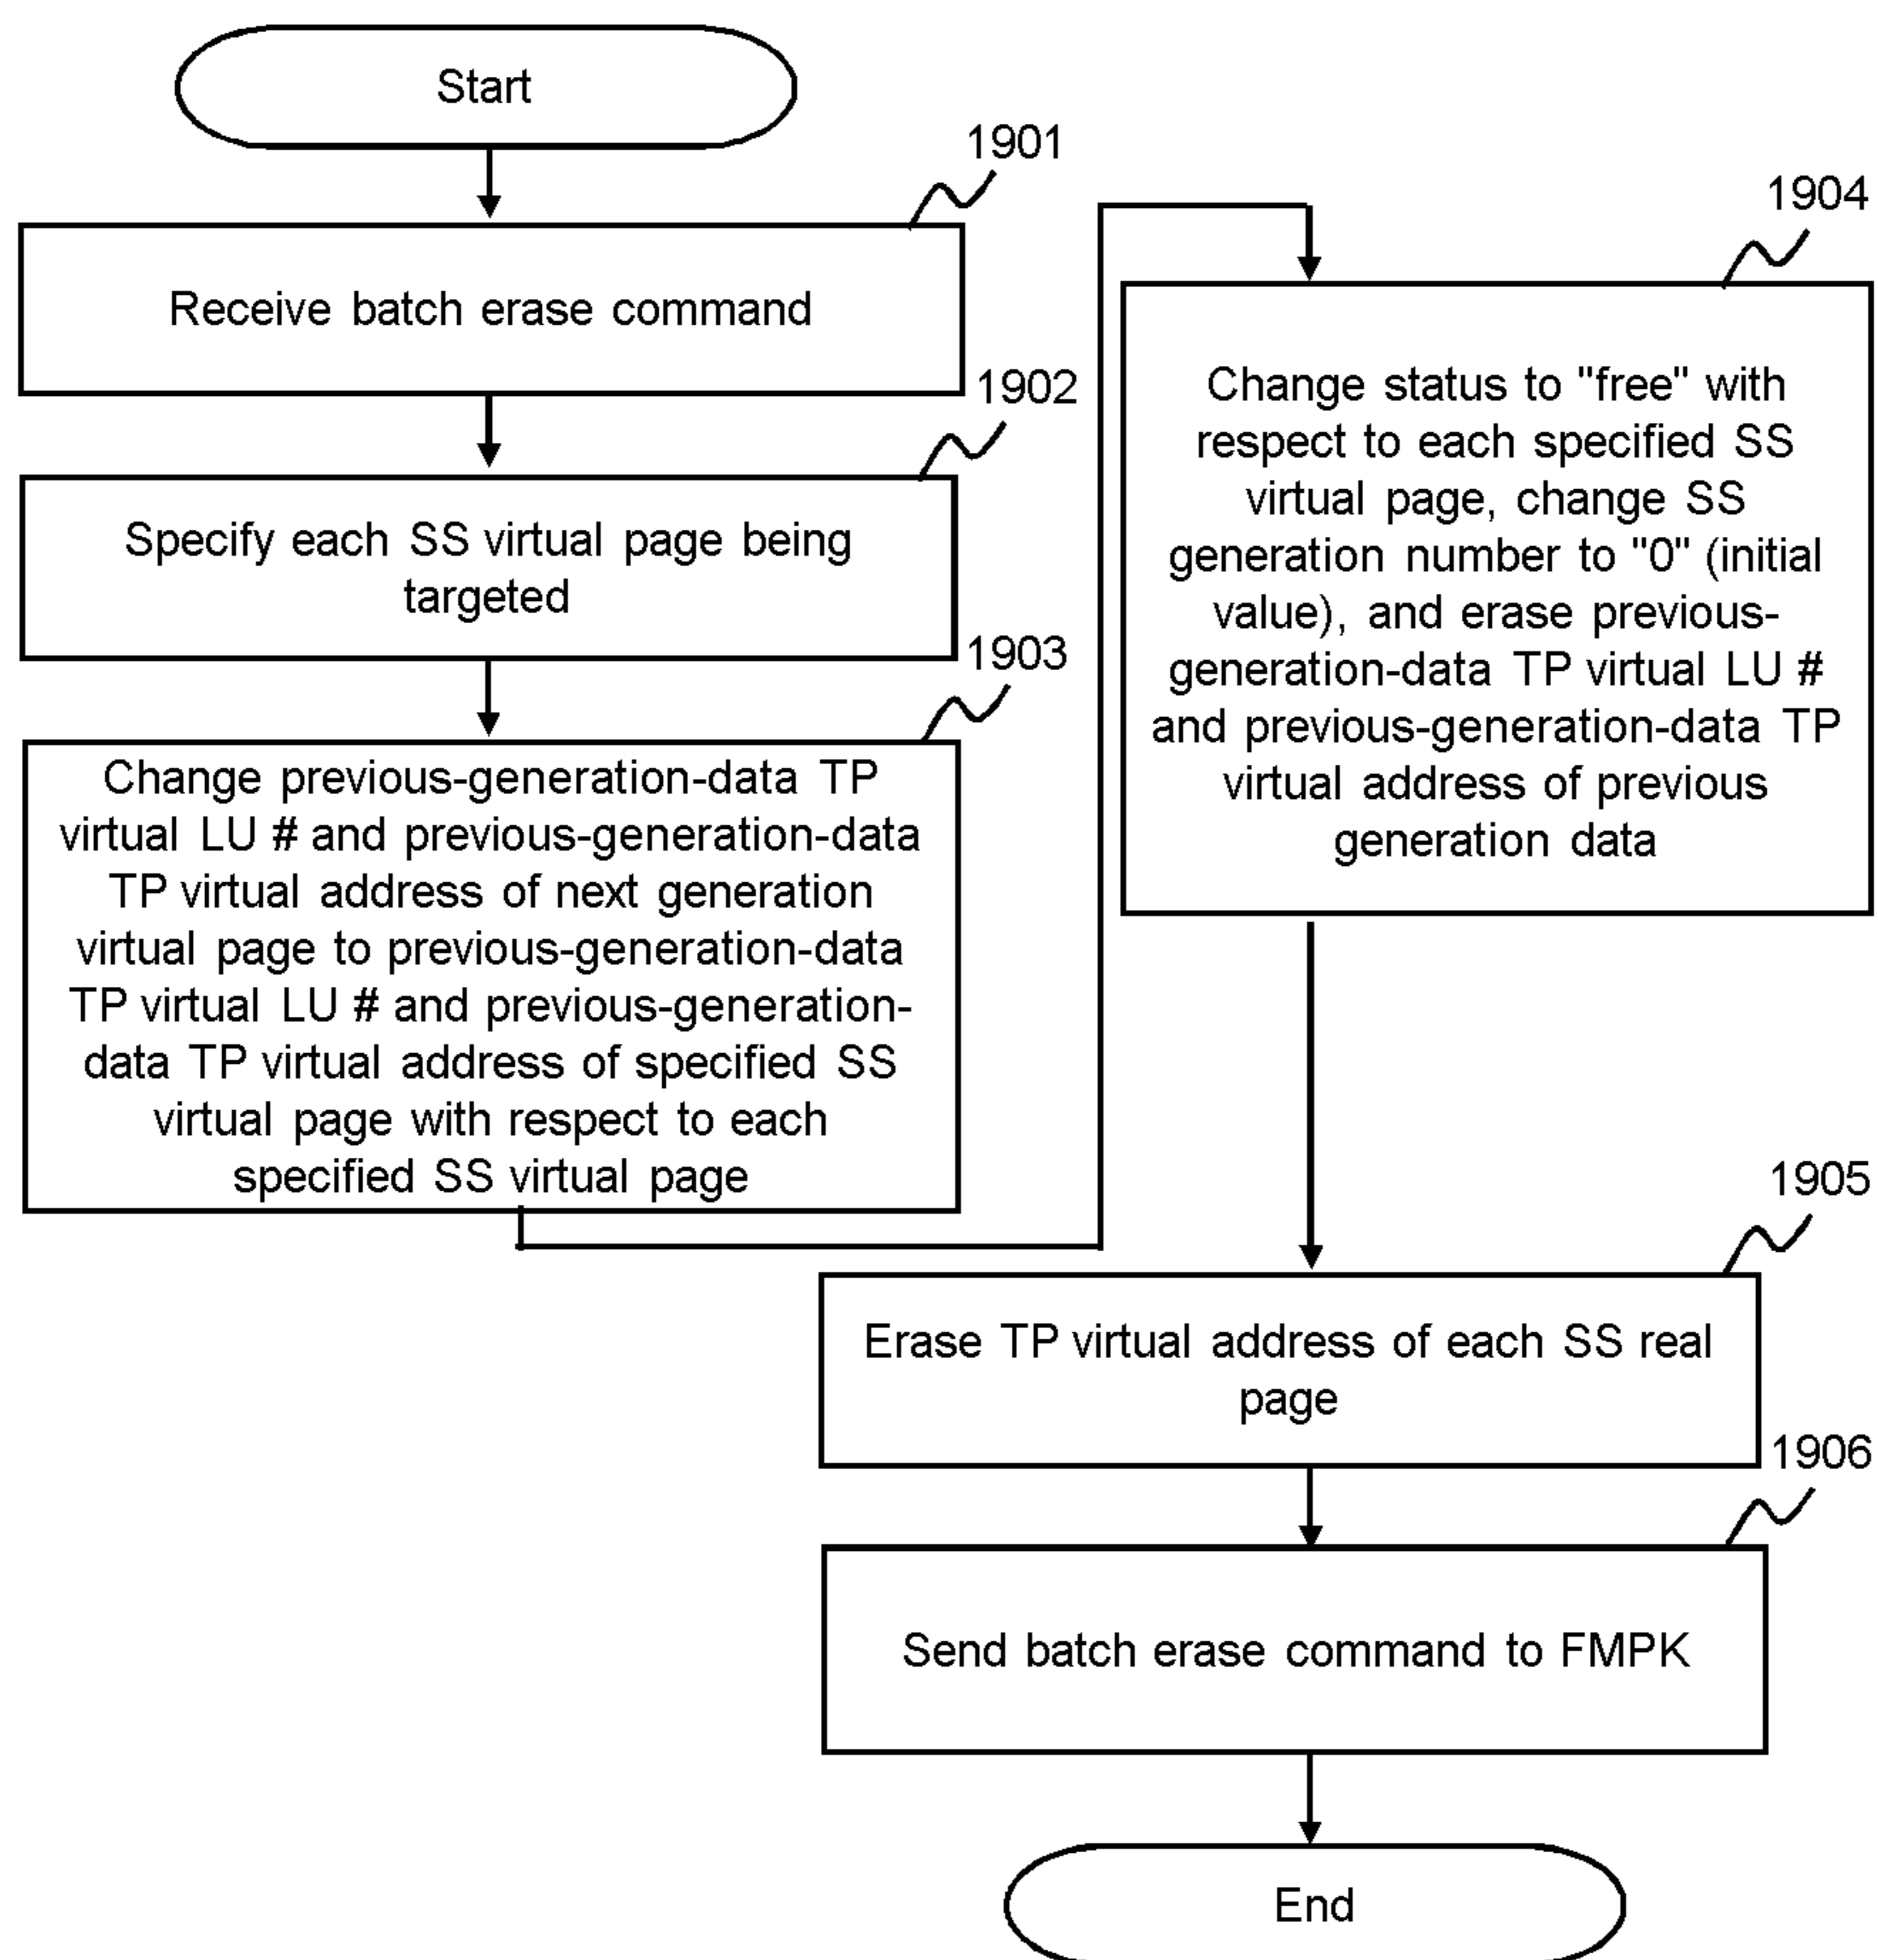 Start
1901
Receive batch erase command
1902
Specify each SS virtual page being
targeted
1903
Change previous-generation-data TP
virtual LU # and previous-generation-data
TP virtual address of next generation
virtual page to previous-generation-data
TP virtual LU # and previous-generation-
data TP virtual address of specified SS
virtual page with respect to each
specified SS virtual page
1904
Change status to "free" with
respect to each specified SS
virtual page, change SS
generation number to "0" (initial
value), and erase previous-
generation-data TP virtual LU #
and previous-generation-data TP
virtual address of previous
generation data
1905
Erase TP virtual address of each SS real
page
1906
Send batch erase command to FMPK
End